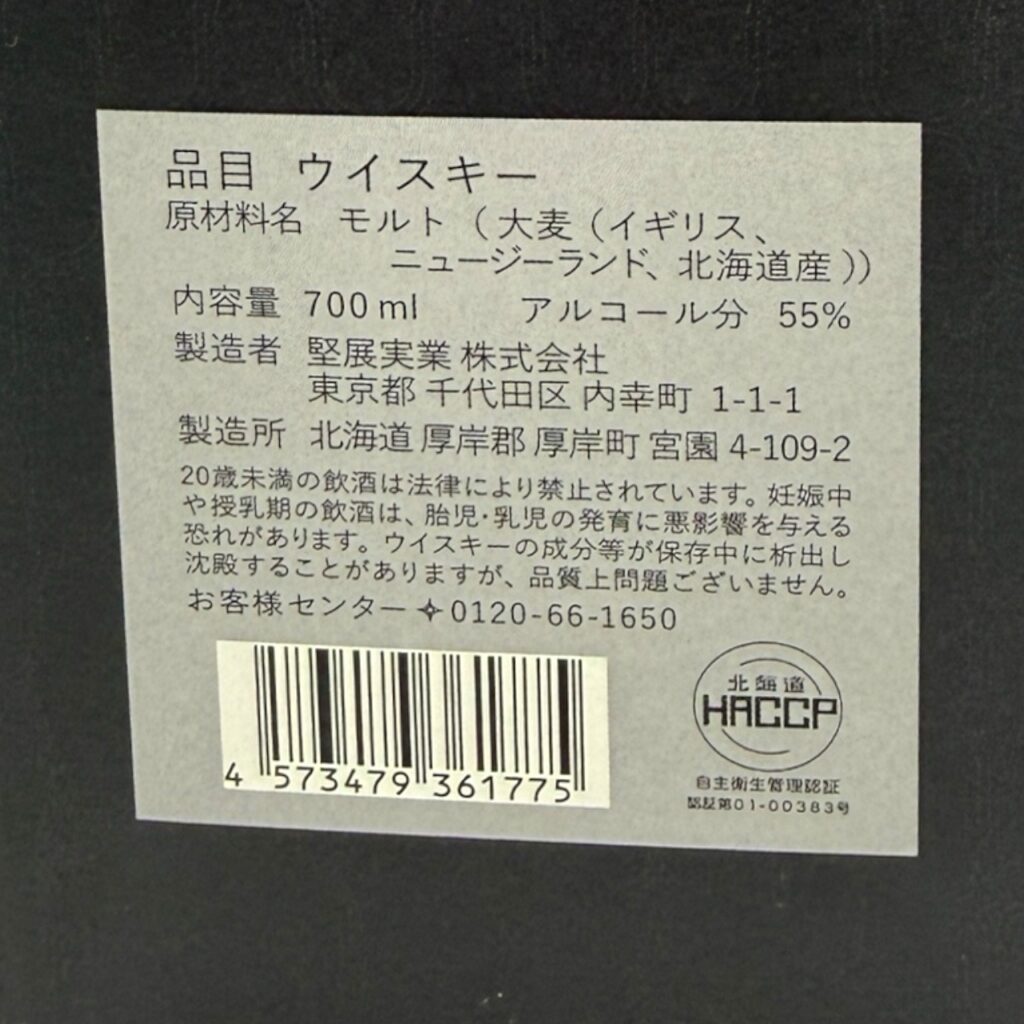 品目 ウイスキー
原材料名 モルト（大麦（イギリス、
ニュージーランド、北海道産））
内容量 700ml アルコール分 55%
製造者 堅展実業 株式会社
東京都 千代田区 内幸町 1-1-1
製造所 北海道 厚岸郡 厚岸町 宮園 4-109-2
20歳未満の飲酒は法律により禁止されています。妊娠中
や授乳期の飲酒は、胎児・乳児の発育に悪影響を与える
恐れがあります。ウイスキーの成分等が保存中に析出し
沈殿することがありますが、品質上問題ございません。
お客様センター✧0120-66-1650
4 573479 361775
北海道
HACCP
自主衛生管理認証
認証第01-00383号